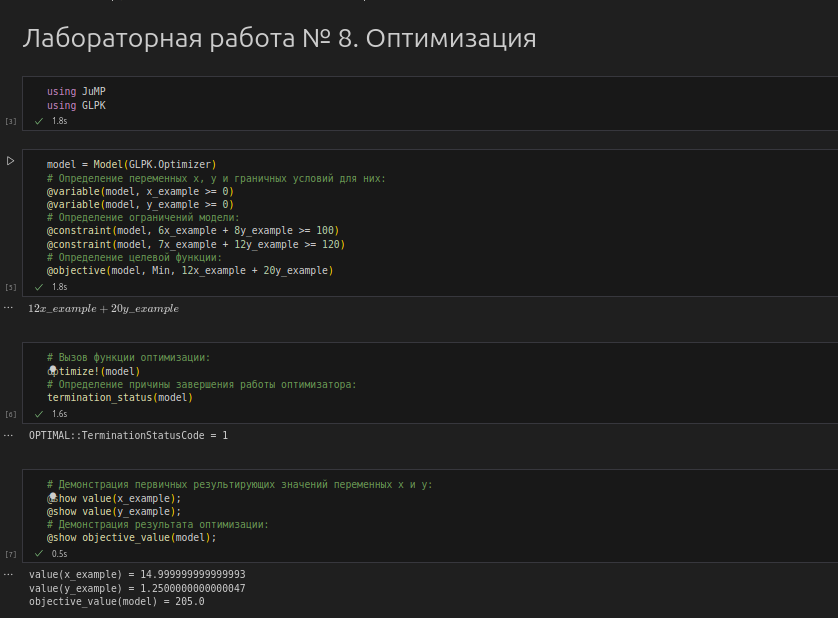 Лабораторная работа № 8. Оптимизация
using JuMP
using GLPK
[3]
1.8s
model = Model(GLPK.Optimizer)
# Определение переменных x, y и граничных условий для них:
@variable(model, x_example >= 0)
@variable(model, y_example >= 0)
# Определение ограничений модели:
@constraint(model, 6x_example + 8y_example >= 100)
@constraint(model, 7x_example + 12y_example >= 120)
# Определение целевой функции:
@objective(model, Min, 12x_example + 20y_example)
[5]
1.8s
... 12x_example + 20y_example
# Вызов функции оптимизации:
optimize!(model)
# Определение причины завершения работы оптимизатора:
termination_status(model)
[6]
1.6s
... OPTIMAL::TerminationStatusCode = 1
# Демонстрация первичных результирующих значений переменных x и y:
@show value(x_example);
@show value(y_example);
# Демонстрация результата оптимизации:
@show objective_value(model);
[7]
0.5s
... value(x_example) = 14.999999999999993
value(y_example) = 1.2500000000000047
objective_value(model) = 205.0